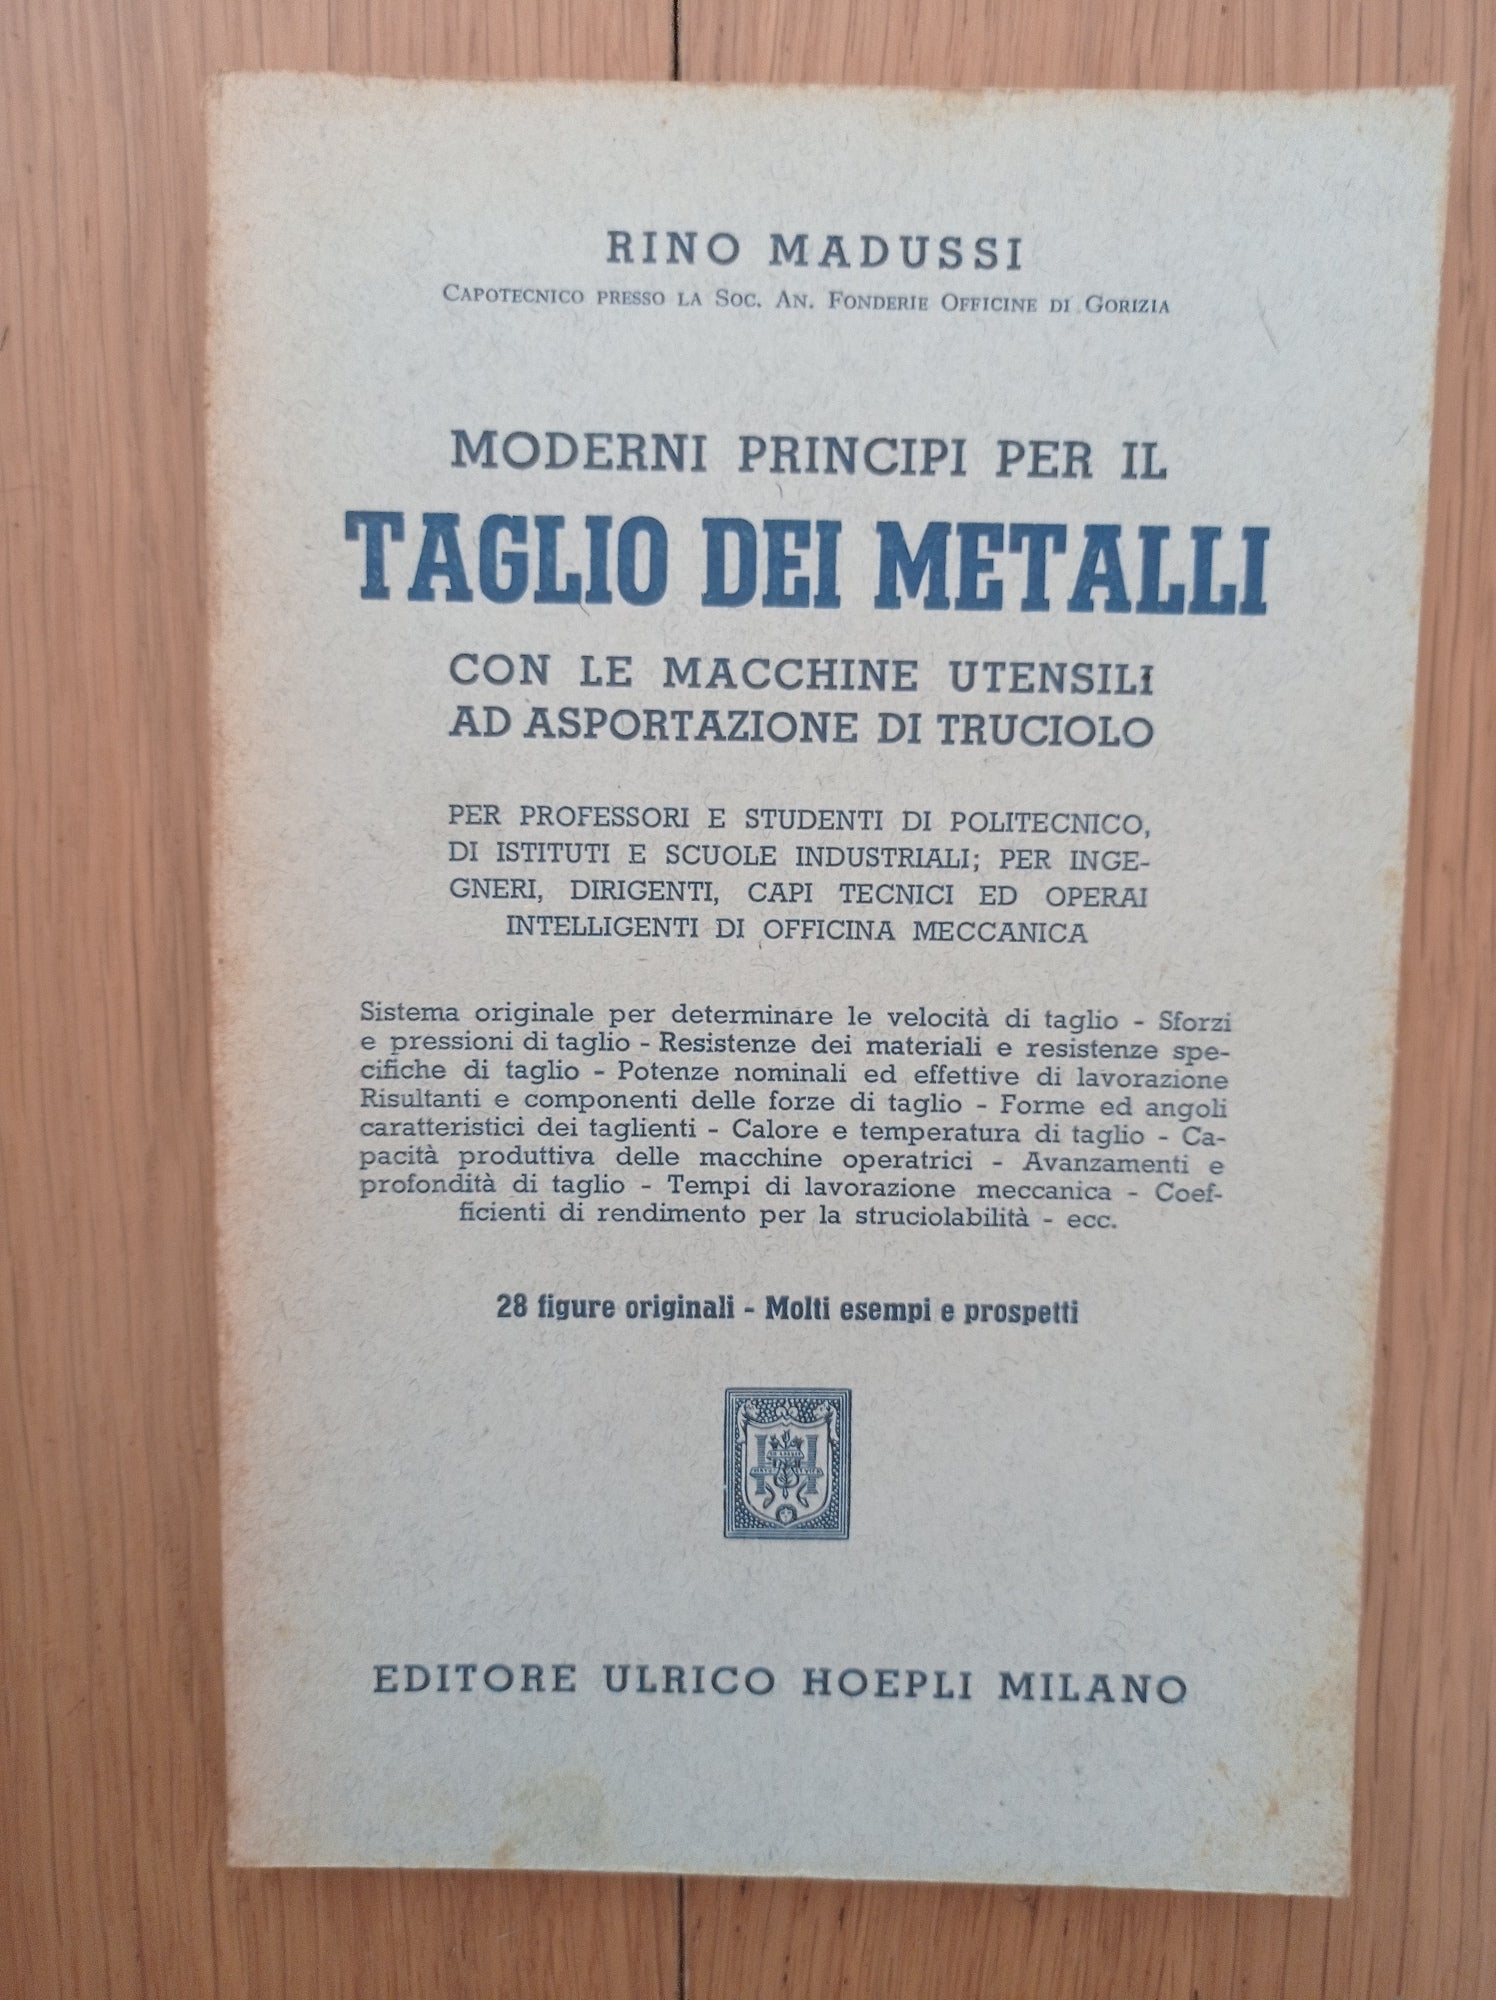 RINO MADUSSI
CAPOTECNICO PRESSO LA SOC. AN. FONDERIE OFFICINE DI GORIZIA
MODERNI PRINCIPI PER IL
TAGLIO DEI METALLI
CON LE MACCHINE UTENSILI
AD ASPORTAZIONE DI TRUCIOLO
PER PROFESSORI E STUDENTI DI POLITECNICO,
DI ISTITUTI E SCUOLE INDUSTRIALI; PER INGE-
GNERI, DIRIGENTI, CAPI TECNICI ED OPERAI
INTELLIGENTI DI OFFICINA MECCANICA
Sistema originale per determinare le velocità di taglio - Sforzi
e pressioni di taglio - Resistenze dei materiali e resistenze spe-
cifiche di taglio - Potenze nominali ed effettive di lavorazione
Risultanti e componenti delle forze di taglio - Forme ed angoli
caratteristici dei taglienti - Calore e temperatura di taglio - Ca-
pacità produttiva delle macchine operatrici - Avanzamenti e
profondità di taglio - Tempi di lavorazione meccanica - Coef-
ficienti di rendimento per la struciolabilità - ecc.
28 figure originali - Molti esempi e prospetti
EDITORE ULRICO HOEPLI MILANO